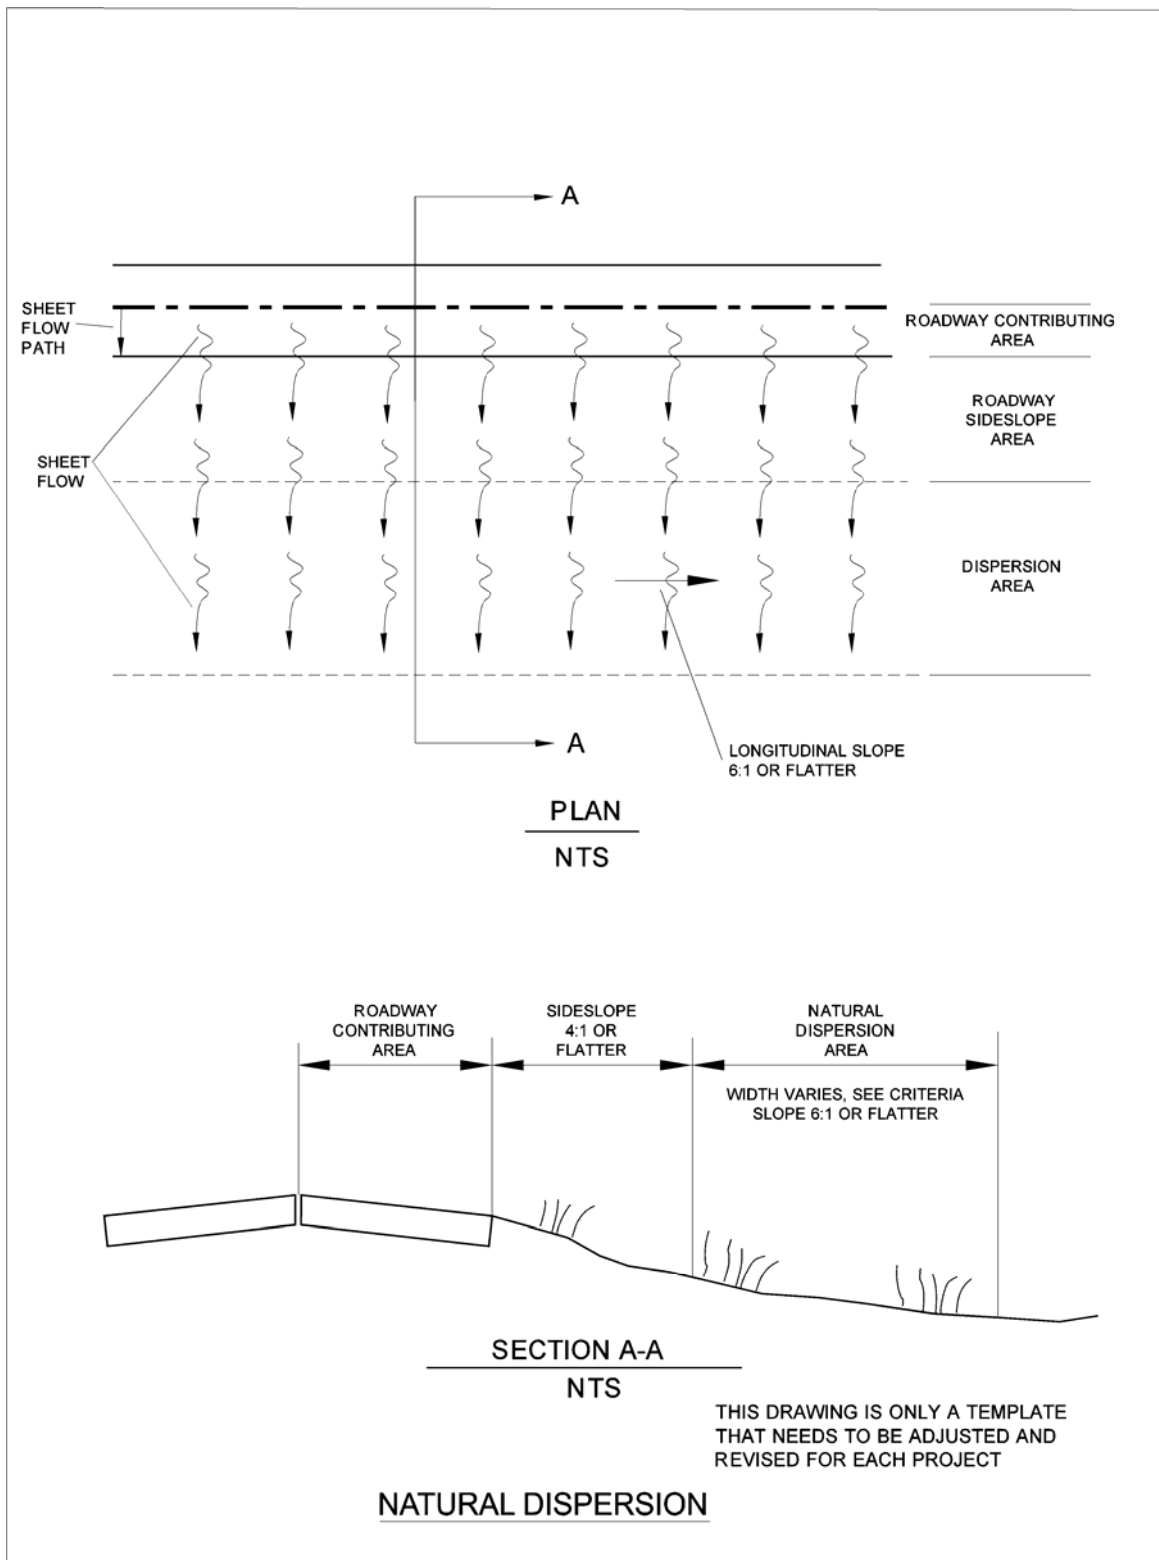 A
SHEET
FLOW
PATH
ROADWAY CONTRIBUTING
AREA
ROADWAY
SIDESLOPE
AREA
SHEET
FLOW
DISPERSION
AREA
A
LONGITUDINAL SLOPE
6:1 OR FLATTER
PLAN
NTS
ROADWAY
CONTRIBUTING
AREA
SIDESLOPE
4:1 OR
FLATTER
NATURAL
DISPERSION
AREA
WIDTH VARIES, SEE CRITERIA
SLOPE 6:1 OR FLATTER
SECTION A-A
NTS
THIS DRAWING IS ONLY A TEMPLATE
THAT NEEDS TO BE ADJUSTED AND
REVISED FOR EACH PROJECT
NATURAL DISPERSION